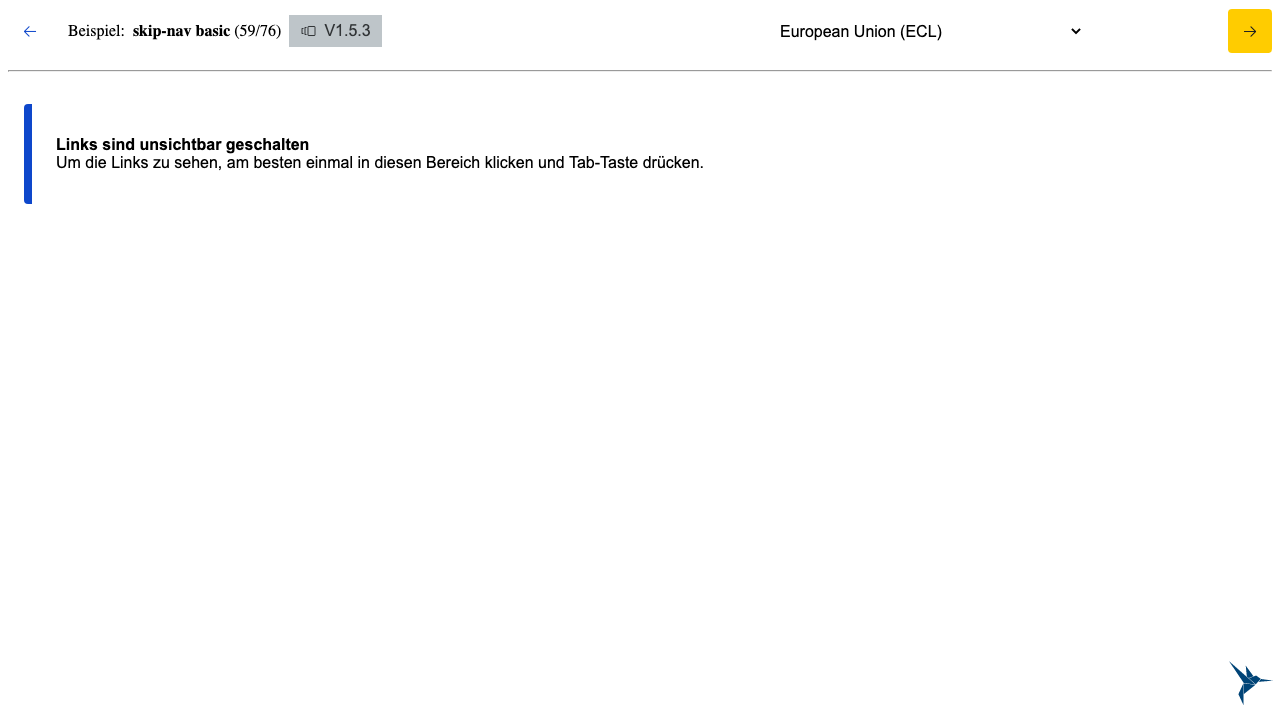 Beispiel: skip-nav basic (59/76) V1.5.3 European Union (ECL)
Links sind unsichtbar geschalten
Um die Links zu sehen, am besten einmal in diesen Bereich klicken und Tab-Taste drücken.